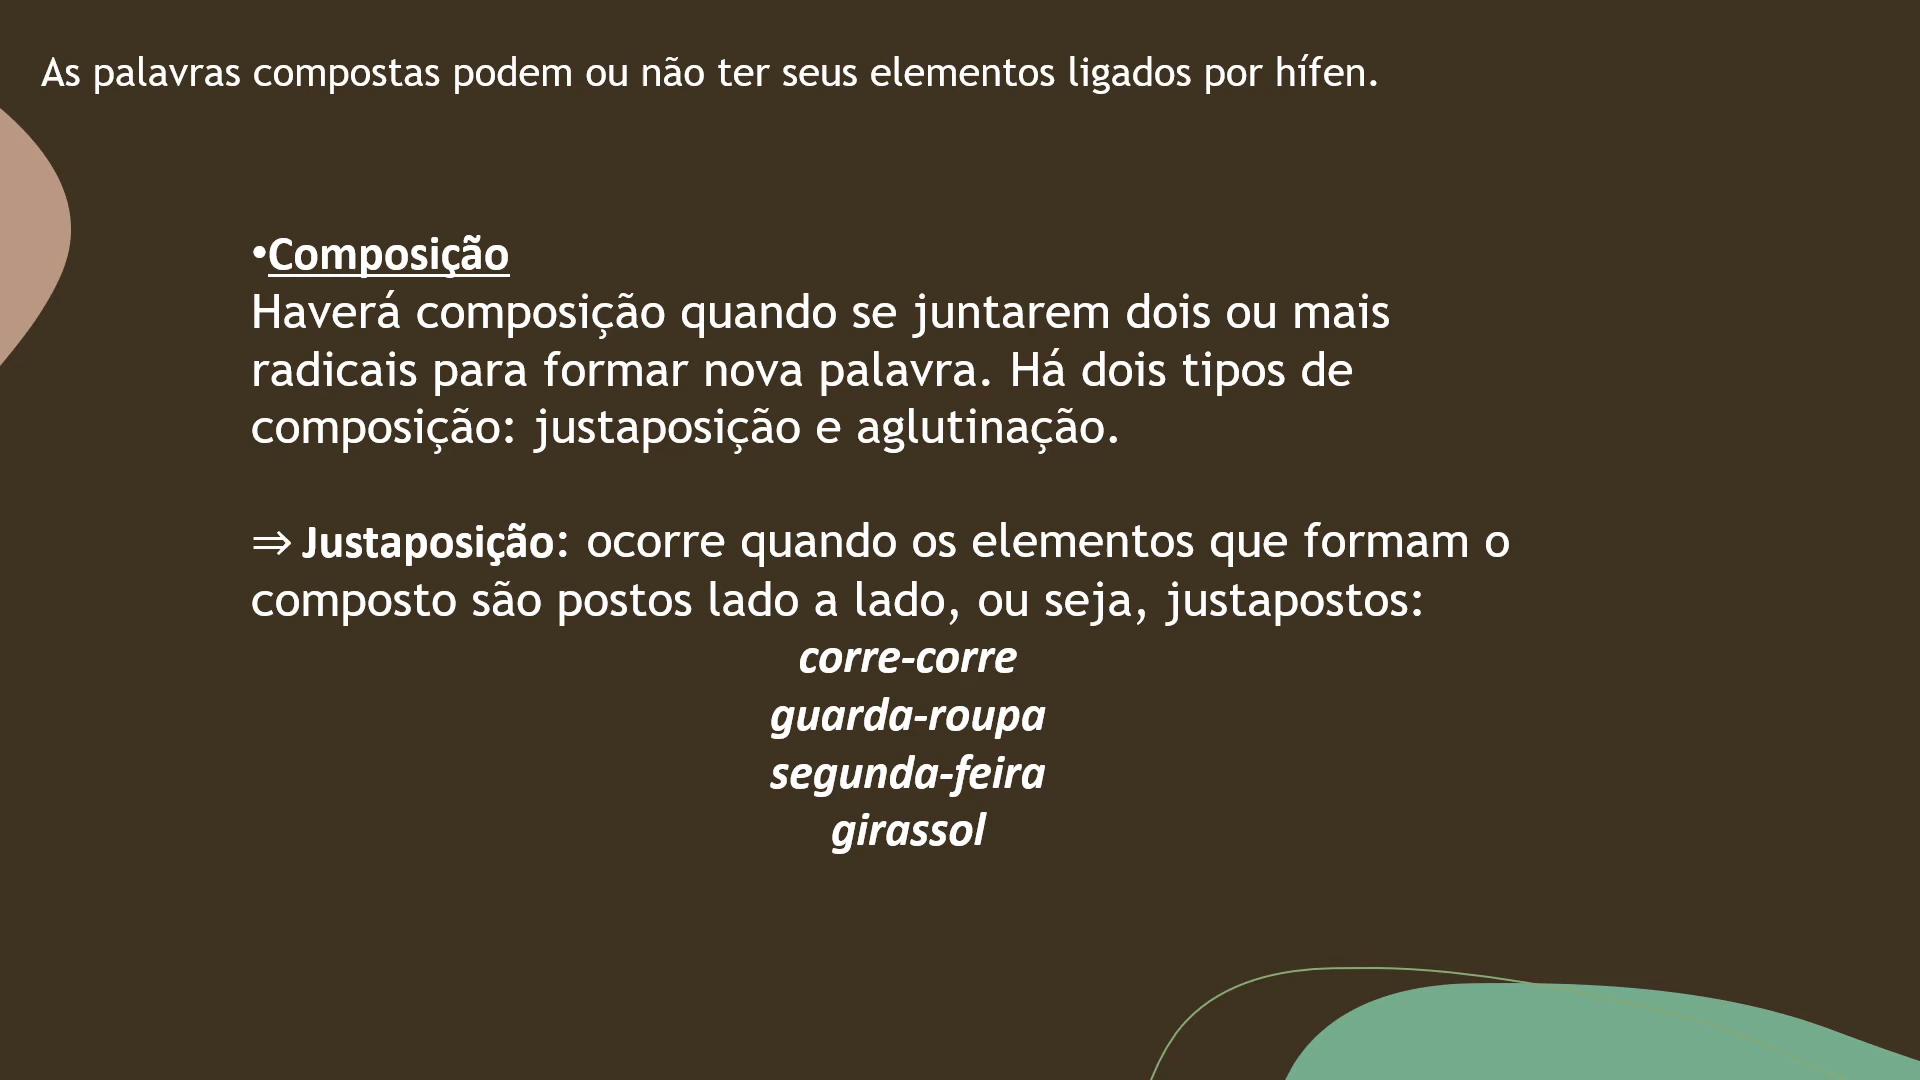 As palavras compostas podem ou não ter seus elementos ligados por hífen.
•Composição
Haverá composição quando se juntarem dois ou mais
radicais para formar nova palavra. Há dois tipos de
composição: justaposição e aglutinação.
⇒ Justaposição: ocorre quando os elementos que formam o
composto são postos lado a lado, ou seja, justapostos:
corre-corre
guarda-roupa
segunda-feira
girassol